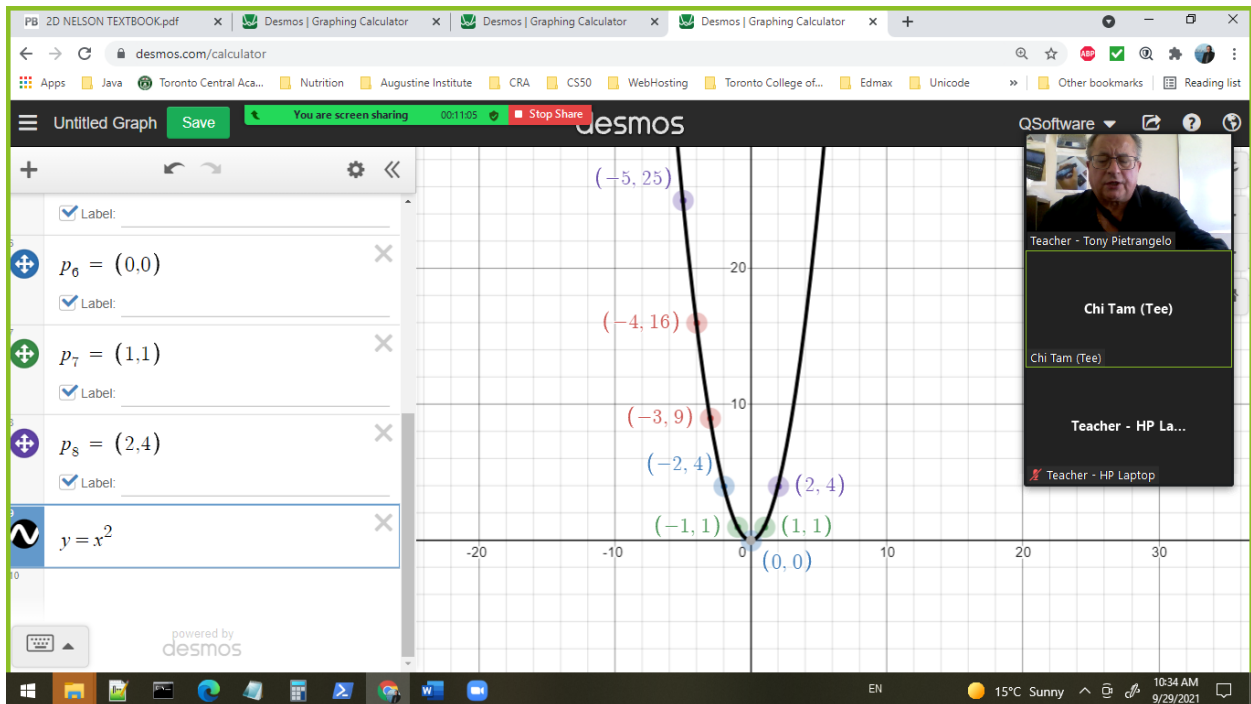 PB 2D NELSON TEXTBOOK.pdf × Desmos | Graphing Calculator × Desmos | Graphing Calculator × Desmos | Graphing Calculator × +
desmos.com/calculator ABP
Apps Java Toronto Central Aca... Nutrition Augustine Institute CRA CS50 WebHosting Toronto College of... Edmax Unicode » Other bookmarks Reading list
Untitled Graph Save You are screen sharing 00:11:05 Stop Share desmos QSoftware ?
Label:
6
p₆ = (0,0)
Label:
7
p₇ = (1,1)
Label:
8
p₈ = (2,4)
Label:
9
y = x²
10
powered by
desmos
(−5, 25)
20
(−4, 16)
10
(−3, 9)
(−2, 4)
(2, 4)
(−1, 1) (1, 1)
-20 -10 0 10 20 30
(0, 0)
Teacher - Tony Pietrangelo
Chi Tam (Tee)
Chi Tam (Tee)
Teacher - HP La...
Teacher - HP Laptop
EN 15°C Sunny 10:34 AM
9/29/2021